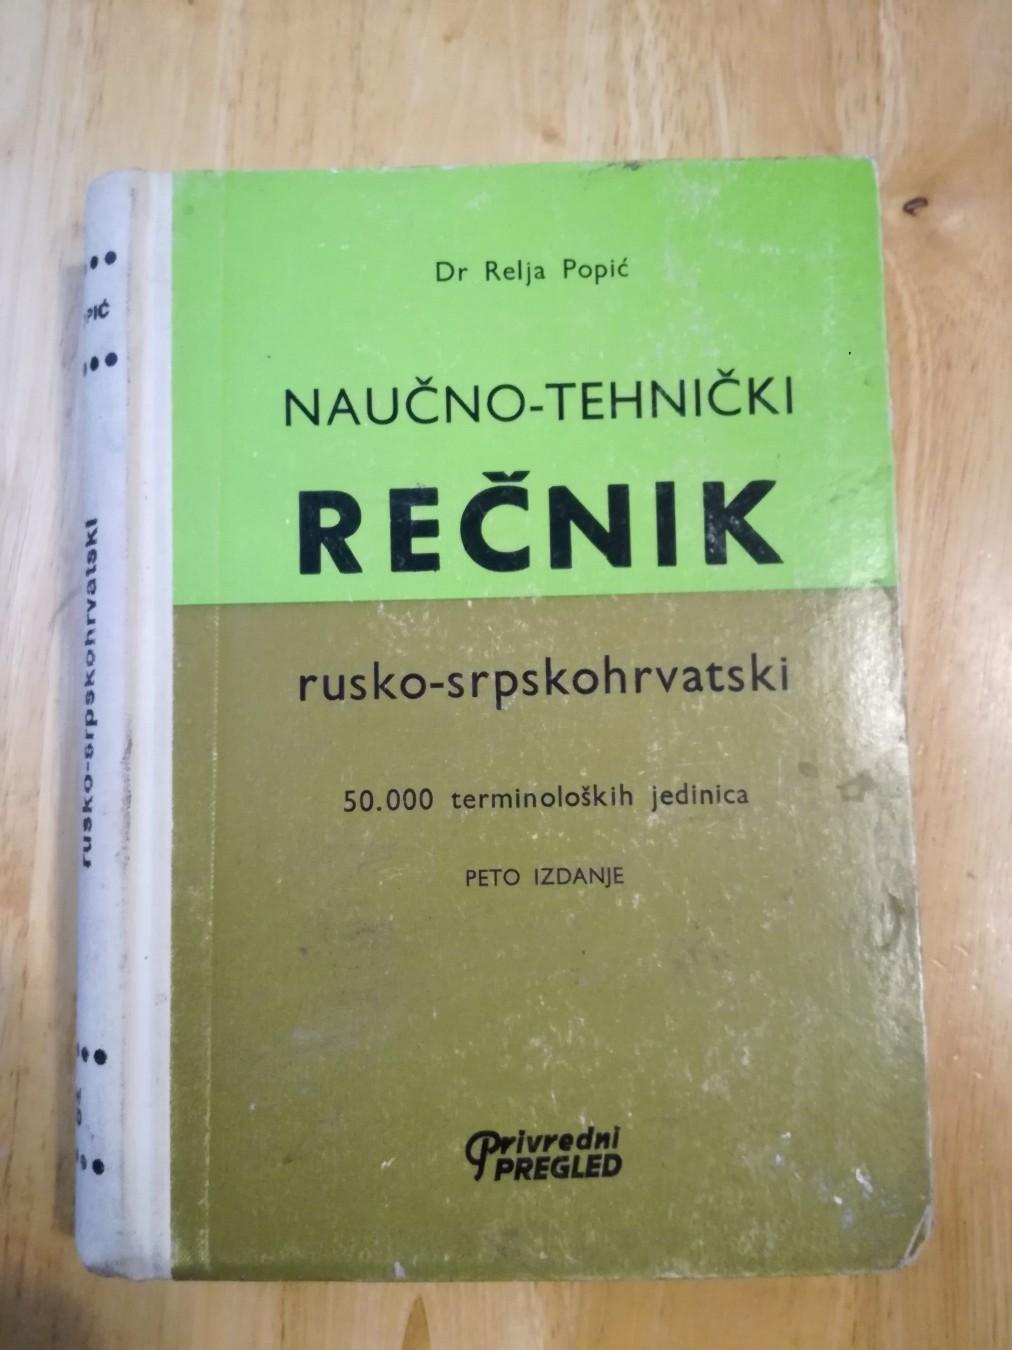 Dr Relja Popić
NAUČNO-TEHNIČKI
REČNIK
rusko-srpskohrvatski
50.000 terminoloških jedinica
PETO IZDANJE
Privredni
PREGLED
rusko-srpskohrvatski